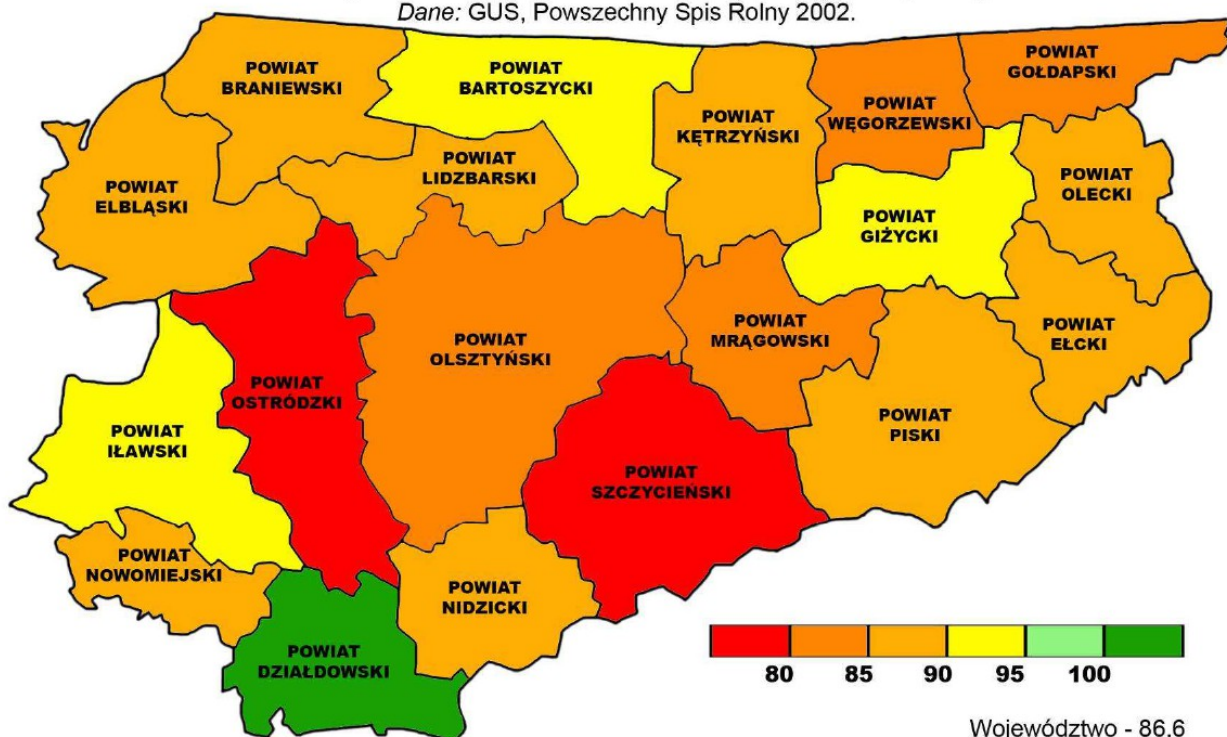 Dane: GUS, Powszechny Spis Rolny 2002.
POWIAT
BRANIEWSKI
POWIAT
BARTOSZYCKI
POWIAT
GOŁDAPSKI
POWIAT
WĘGORZEWSKI
POWIAT
KĘTRZYŃSKI
POWIAT
LIDZBARSKI
POWIAT
OLECKI
POWIAT
ELBLĄSKI
POWIAT
GIŻYCKI
POWIAT
MRĄGOWSKI
POWIAT
EŁCKI
POWIAT
OLSZTYŃSKI
POWIAT
OSTRÓDZKI
POWIAT
PISKI
POWIAT
IŁAWSKI
POWIAT
SZCZYCIEŃSKI
POWIAT
NOWOMIEJSKI
POWIAT
NIDZICKI
POWIAT
DZIAŁDOWSKI
80 85 90 95 100
Województwo - 86,6